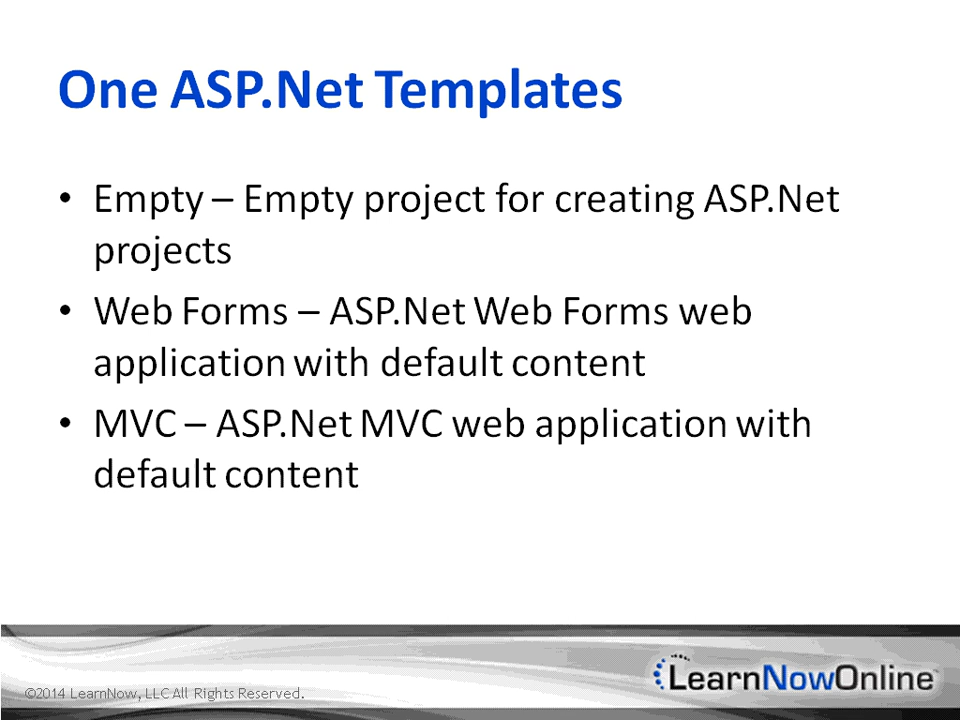 One ASP.Net Templates
• Empty – Empty project for creating ASP.Net
projects
• Web Forms – ASP.Net Web Forms web
application with default content
• MVC – ASP.Net MVC web application with
default content
©2014 LearnNow, LLC All Rights Reserved.
LearnNowOnline